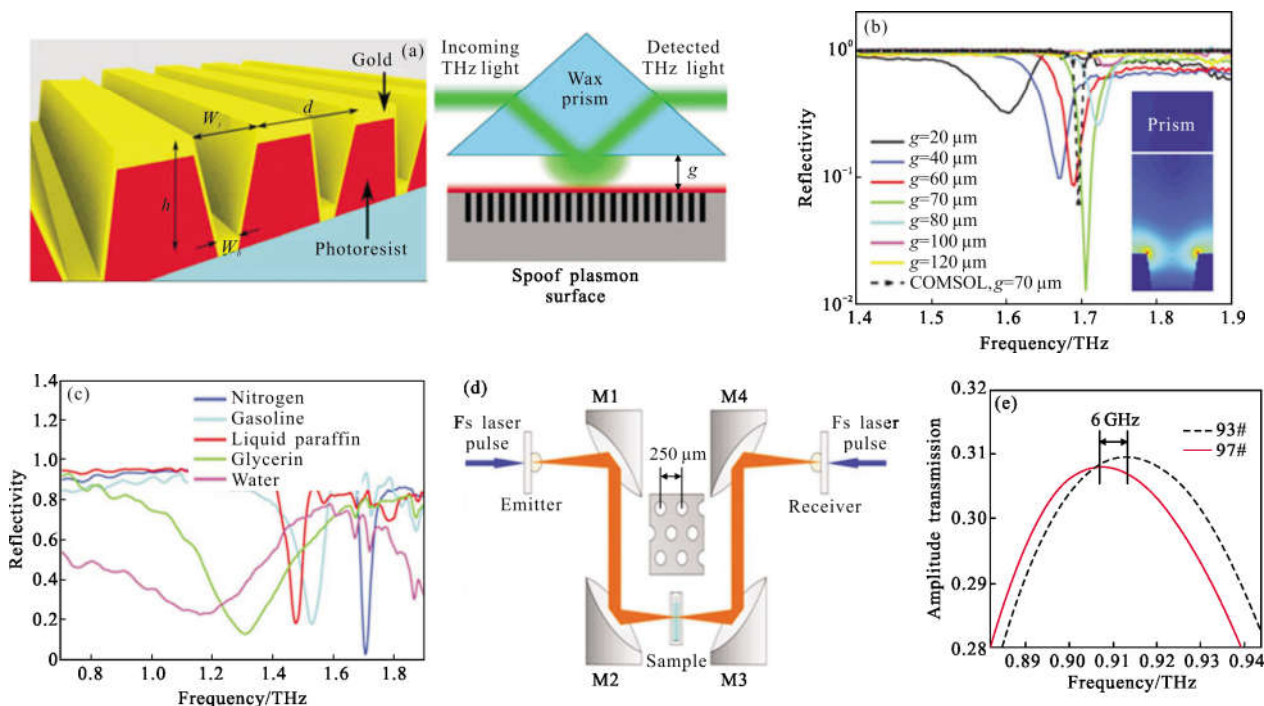 (a)
Gold
d
Wt
h
Wb
Photoresist
Incoming
THz light
Detected
THz light
Wax
prism
g
Spoof plasmon
surface
(b)
Reflectivity
10⁰
10⁻¹
10⁻²
g=20 μm
g=40 μm
g=60 μm
g=70 μm
g=80 μm
g=100 μm
g=120 μm
COMSOL, g=70 μm
Prism
1.4 1.5 1.6 1.7 1.8 1.9
Frequency/THz
(c)
Reflectivity
1.4
1.2
1.0
0.8
0.6
0.4
0.2
0
Nitrogen
Gasoline
Liquid paraffin
Glycerin
Water
0.8 1.0 1.2 1.4 1.6 1.8
Frequency/THz
(d)
M1
M4
Fs laser
pulse
Fs laser
pulse
250 μm
Emitter
Receiver
Sample
M2
M3
(e)
Amplitude transmission
0.32
0.31
0.30
0.29
0.28
6 GHz
93#
97#
0.89 0.90 0.91 0.92 0.93 0.94
Frequency/THz